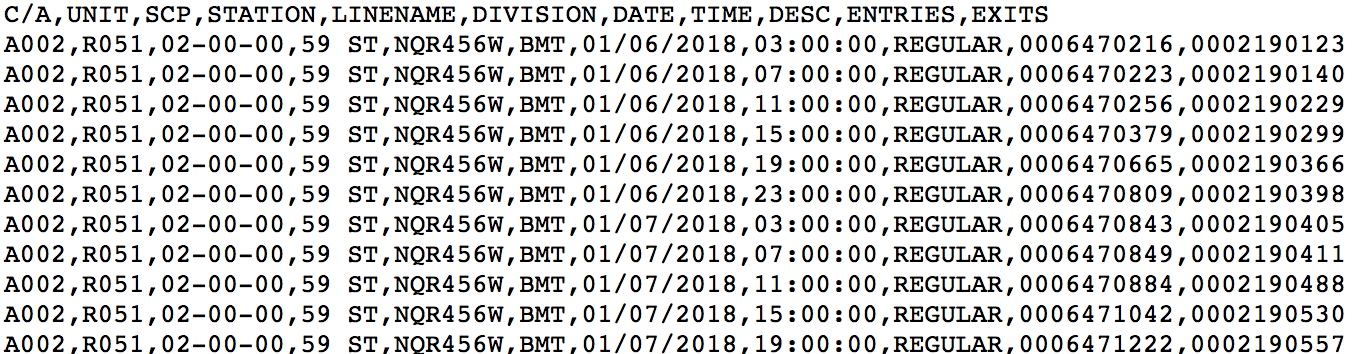 C/A,UNIT,SCP,STATION,LINENAME,DIVISION,DATE,TIME,DESC,ENTRIES,EXITS
A002,R051,02-00-00,59 ST,NQR456W,BMT,01/06/2018,03:00:00,REGULAR,0006470216,0002190123
A002,R051,02-00-00,59 ST,NQR456W,BMT,01/06/2018,07:00:00,REGULAR,0006470223,0002190140
A002,R051,02-00-00,59 ST,NQR456W,BMT,01/06/2018,11:00:00,REGULAR,0006470256,0002190229
A002,R051,02-00-00,59 ST,NQR456W,BMT,01/06/2018,15:00:00,REGULAR,0006470379,0002190299
A002,R051,02-00-00,59 ST,NQR456W,BMT,01/06/2018,19:00:00,REGULAR,0006470665,0002190366
A002,R051,02-00-00,59 ST,NQR456W,BMT,01/06/2018,23:00:00,REGULAR,0006470809,0002190398
A002,R051,02-00-00,59 ST,NQR456W,BMT,01/07/2018,03:00:00,REGULAR,0006470843,0002190405
A002,R051,02-00-00,59 ST,NQR456W,BMT,01/07/2018,07:00:00,REGULAR,0006470849,0002190411
A002,R051,02-00-00,59 ST,NQR456W,BMT,01/07/2018,11:00:00,REGULAR,0006470884,0002190488
A002,R051,02-00-00,59 ST,NQR456W,BMT,01/07/2018,15:00:00,REGULAR,0006471042,0002190530
A002,R051,02-00-00,59 ST,NQR456W,BMT,01/07/2018,19:00:00,REGULAR,0006471222,0002190557